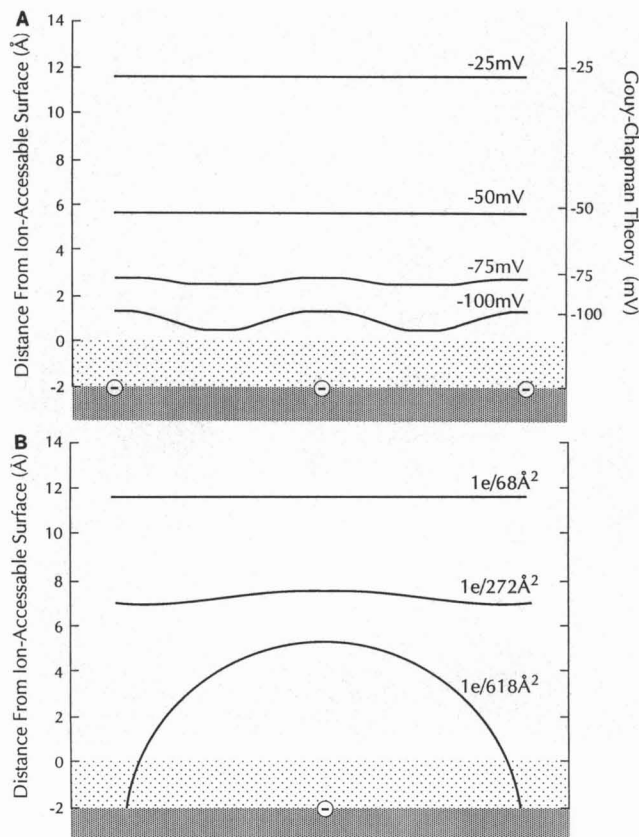 A
Distance From Ion-Accessable Surface (Å)
14
12
10
8
6
4
2
0
-2
-25mV
-50mV
-75mV
-100mV
-25
-50
-75
-100
Gouy-Chapman Theory (mV)
B
Distance From Ion-Accessable Surface (Å)
14
12
10
8
6
4
2
0
-2
1e/68Å²
1e/272Å²
1e/618Å²